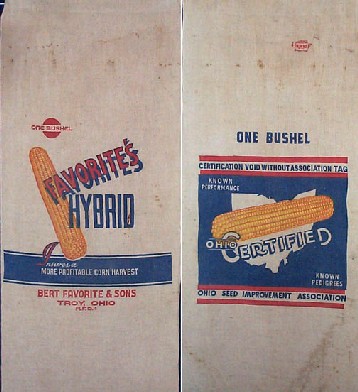 ONE BUSHEL
FAVORITE'S
HYBRID
Insures a
MORE PROFITABLE CORN HARVEST
BERT FAVORITE & SONS
TROY, OHIO
ONE BUSHEL
CERTIFICATION VOID WITHOUT ASSOCIATION TAG
KNOWN
PERFORMANCE
OHIO
CERTIFIED
KNOWN
PEDIGREES
OHIO SEED IMPROVEMENT ASSOCIATION